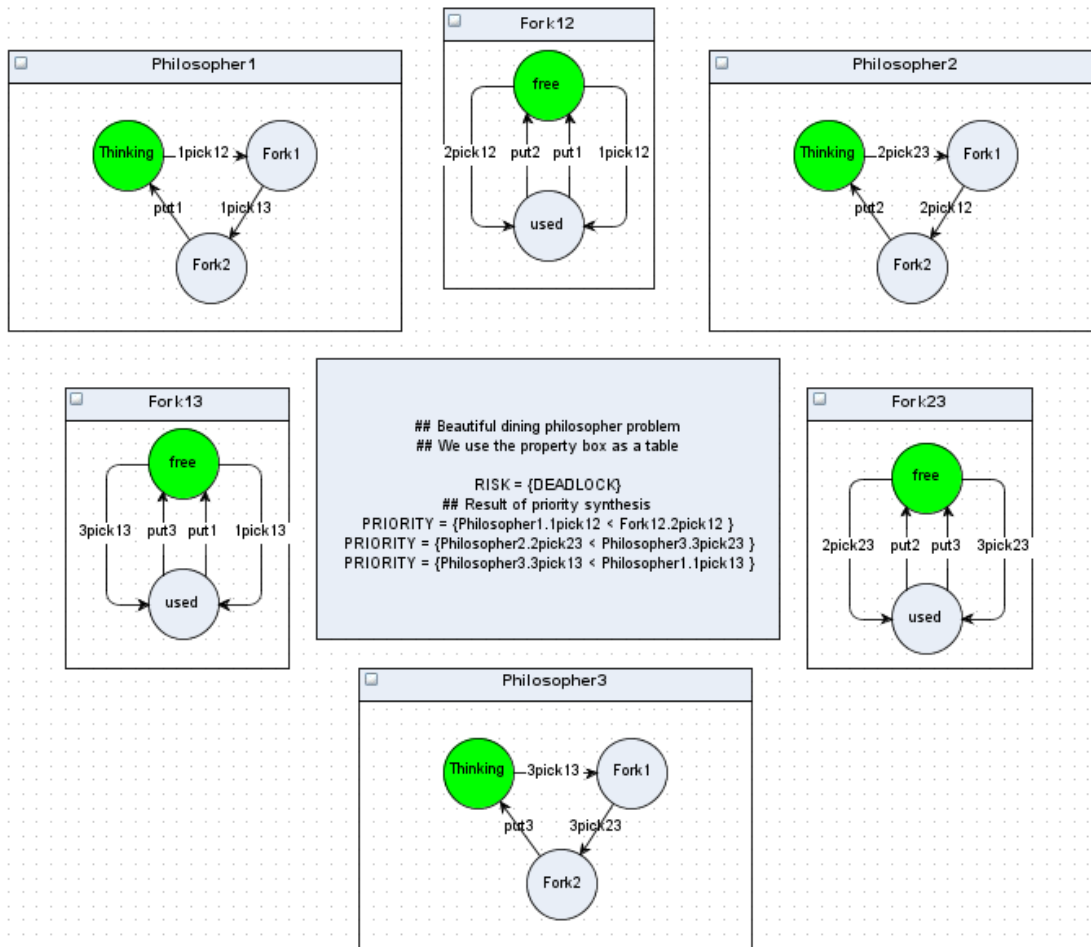 Fork12
Philosopher1
Philosopher2
free
2pick12
put2
put1
1pick12
used
Thinking
1pick12
Fork1
put1
1pick13
Fork2
Thinking
2pick23
Fork1
put2
2pick12
Fork2
Fork13
free
3pick13
put3
put1
1pick13
used
## Beautiful dining philosopher problem
## We use the property box as a table
RISK = {DEADLOCK}
## Result of priority synthesis
PRIORITY = {Philosopher1.1pick12 < Fork12.2pick12 }
PRIORITY = {Philosopher2.2pick23 < Philosopher3.3pick23 }
PRIORITY = {Philosopher3.3pick13 < Philosopher1.1pick13 }
Fork23
free
2pick23
put2
put3
3pick23
used
Philosopher3
Thinking
3pick13
Fork1
put3
3pick23
Fork2